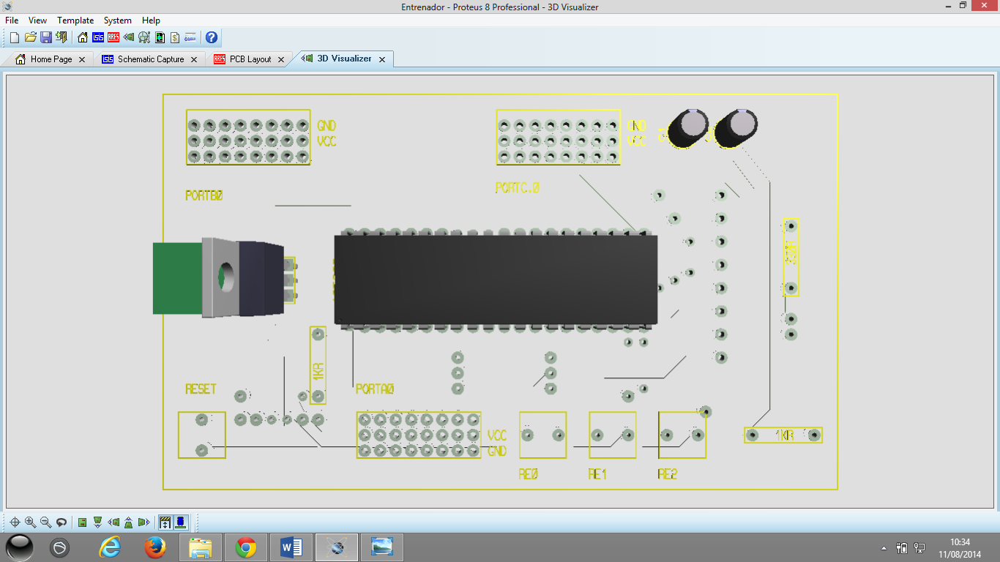 Entrenador - Proteus 8 Professional - 3D Visualizer
File View Template System Help
Home Page
Schematic Capture
PCB Layout
3D Visualizer
GND
VCC
GND
VCC
PORTB0
PORTC.0
1KR
RESET
PORTA0
VCC
GND
1KR
RE0
RE1
RE2
10:34
11/08/2014